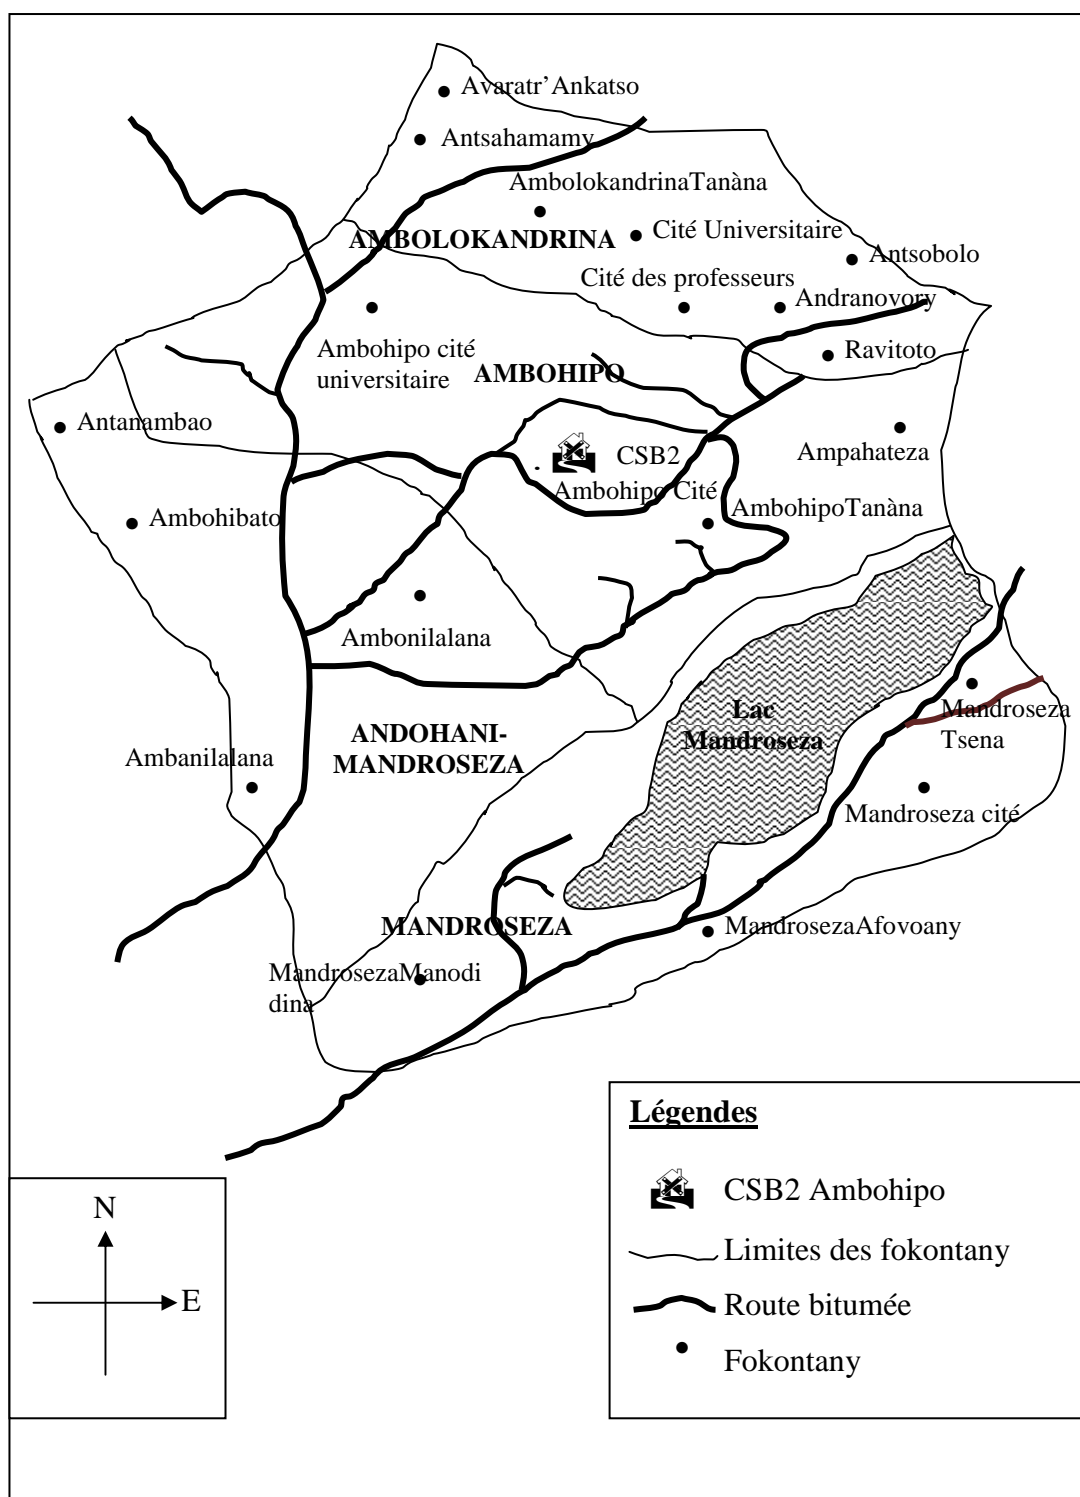 Avaratr’Ankatso
Antsahamamy
AmbolokandrinaTanàna
Cité Universitaire
AMBOLOKANDRINA
Antsobolo
Cité des professeurs
Andranovory
Ambohipo cité
universitaire
Ravitoto
AMBOHIPO
Antanambao
CSB2
Ampahateza
Ambohipo Cité
AmbohipoTanàna
Ambohibato
Ambonilalana
Lac
Mandroseza
Mandroseza
Tsena
ANDOHANI-
MANDROSEZA
Ambanilalana
Mandroseza cité
MANDROSEZA
MandrosezaAfovoany
MandrosezaManodi
dina
Légendes
CSB2 Ambohipo
Limites des fokontany
Route bitumée
Fokontany
N
E